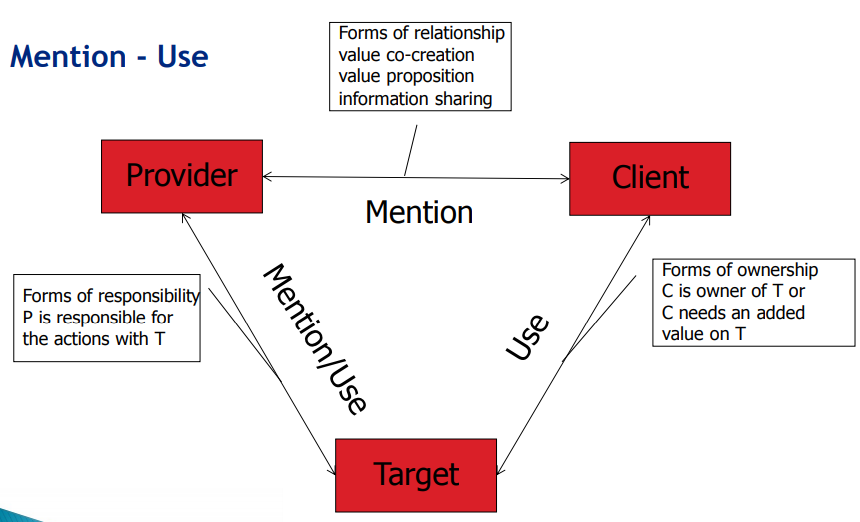 Mention - Use
Forms of relationship
value co-creation
value proposition
information sharing
Provider
Client
Mention
Forms of responsibility
P is responsible for
the actions with T
Mention/Use
Use
Forms of ownership
C is owner of T or
C needs an added
value on T
Target